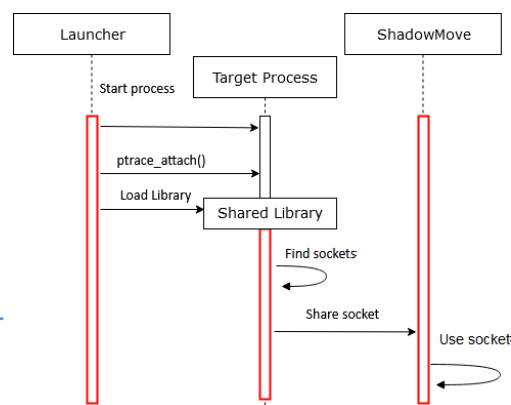 Launcher
ShadowMove
Target Process
Start process
ptrace_attach()
Load Library
Shared Library
Find sockets
Share socket
Use socket